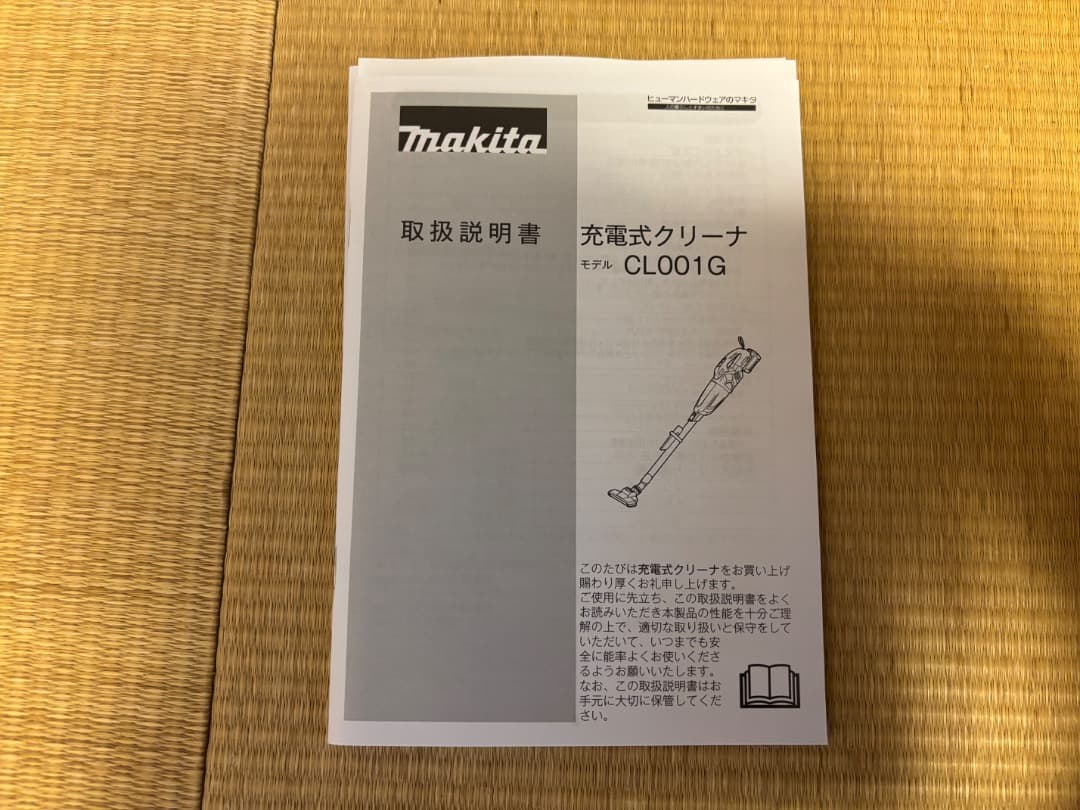 ヒューマンハードウェアのマキタ
makita
取扱説明書
充電式クリーナ
モデル CL001G
このたびは充電式クリーナをお買い上げ
賜わり厚くお礼申し上げます。
ご使用に先立ち、この取扱説明書をよく
お読みいただき本製品の性能を十分ご理
解の上で、適切な取り扱いと保守をして
いただいて、いつまでも安
全に能率よくお使いくださ
るようお願いいたします。
なお、この取扱説明書はお
手元に大切に保管してくだ
さい。